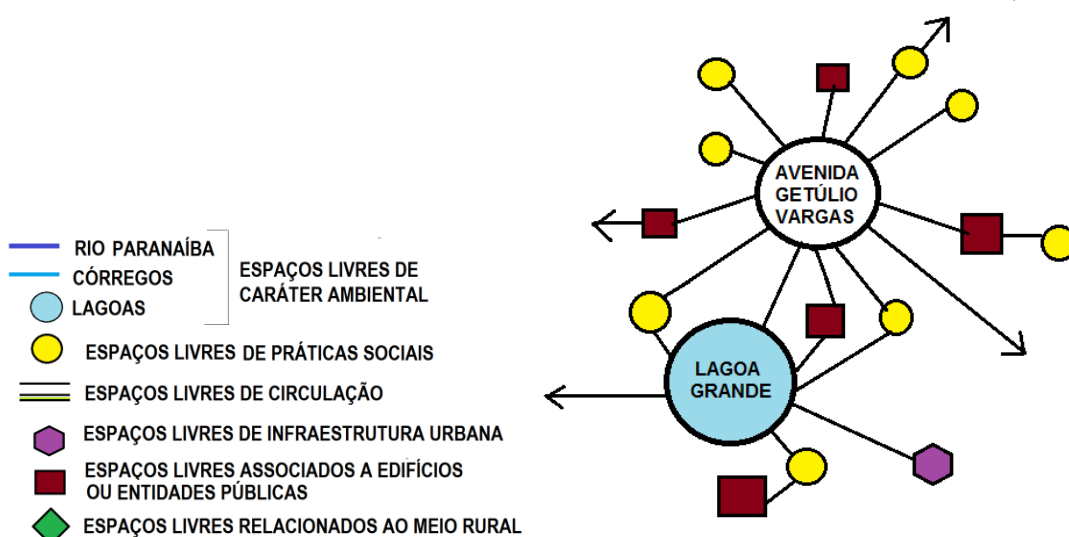 AVENIDA
GETÚLIO
VARGAS
RIO PARANAÍBA
CÓRREGOS
LAGOAS
ESPAÇOS LIVRES DE
CARÁTER AMBIENTAL
ESPAÇOS LIVRES DE PRÁTICAS SOCIAIS
ESPAÇOS LIVRES DE CIRCULAÇÃO
ESPAÇOS LIVRES DE INFRAESTRUTURA URBANA
ESPAÇOS LIVRES ASSOCIADOS A EDIFÍCIOS
OU ENTIDADES PÚBLICAS
ESPAÇOS LIVRES RELACIONADOS AO MEIO RURAL
LAGOA
GRANDE